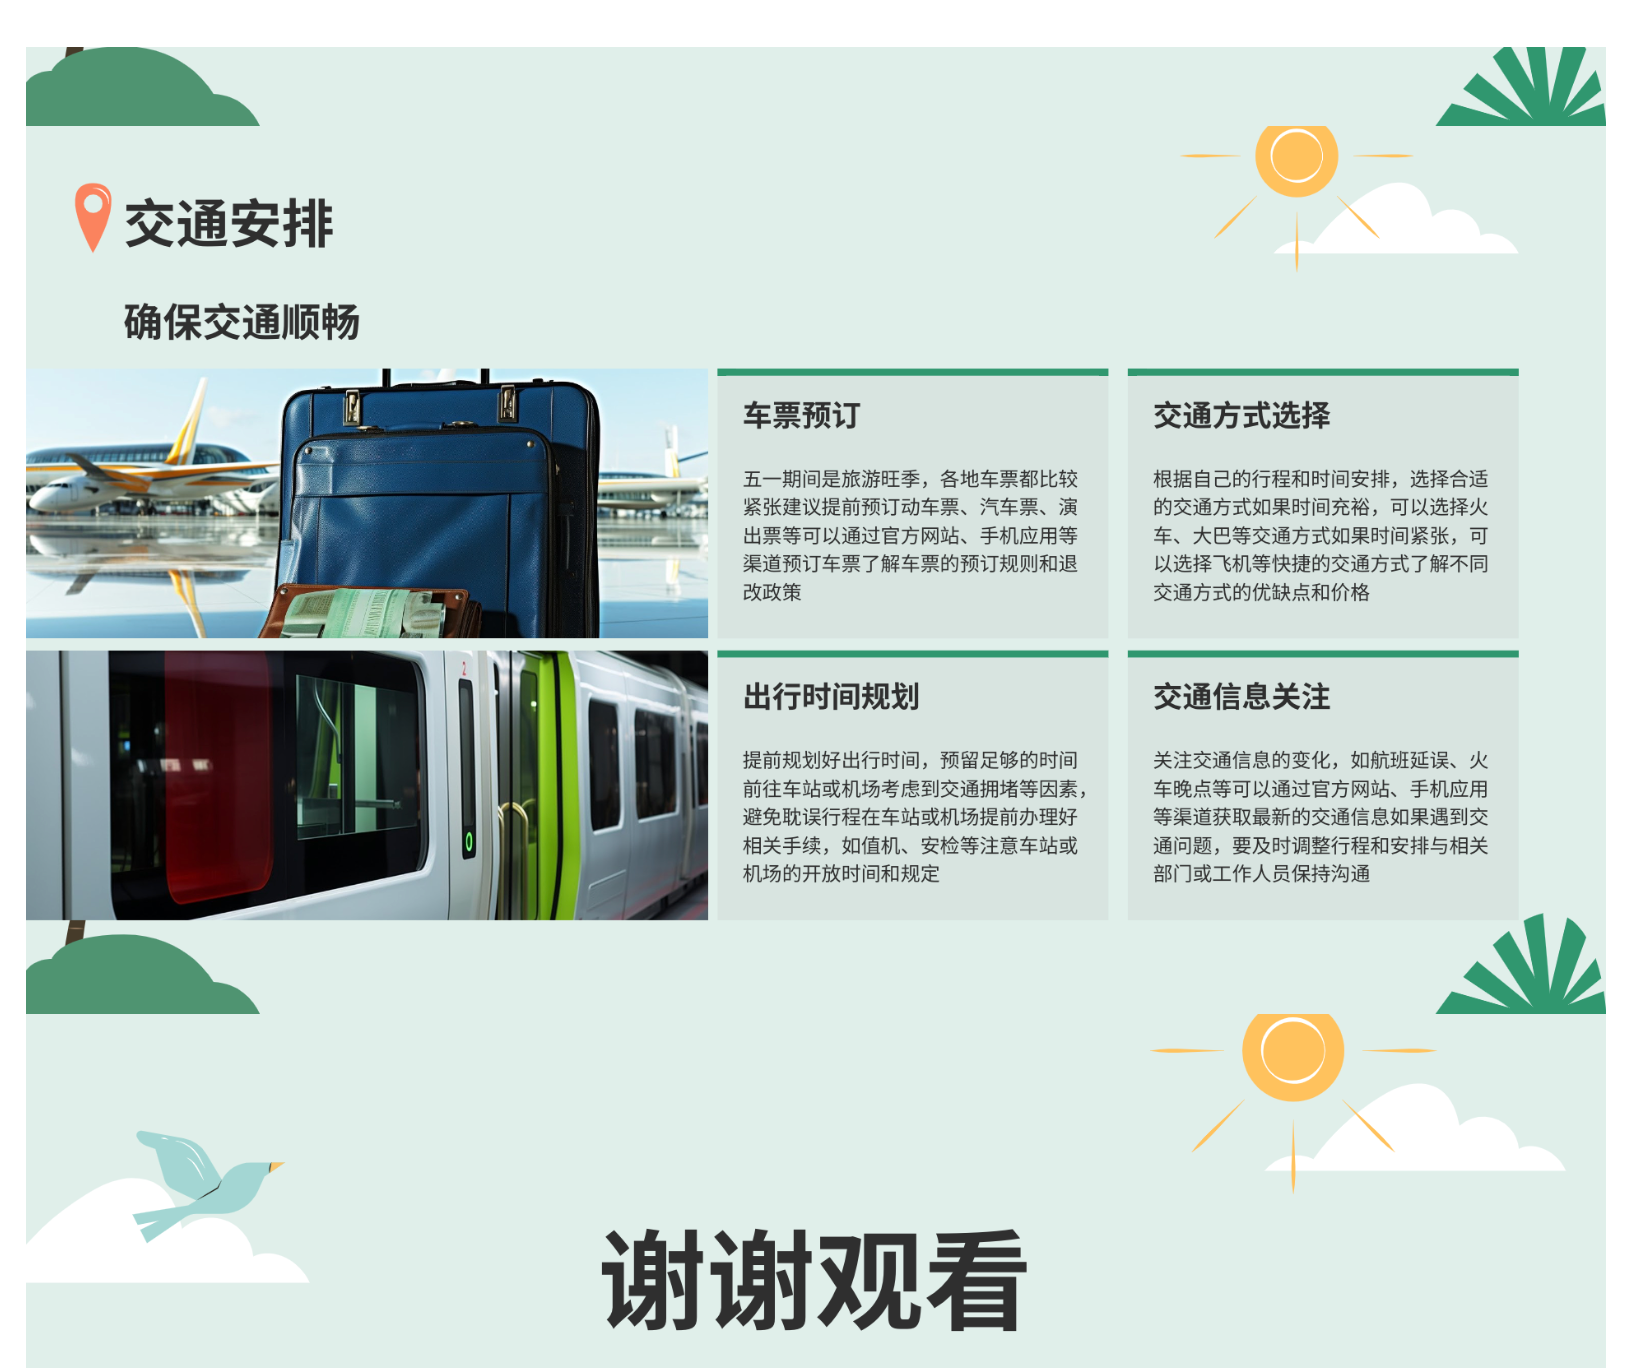 交通安排
确保交通顺畅
车票预订
五一期间是旅游旺季，各地车票都比较
紧张建议提前预订动车票、汽车票、演
出票等可以通过官方网站、手机应用等
渠道预订车票了解车票的预订规则和退
改政策
交通方式选择
根据自己的行程和时间安排，选择合适
的交通方式如果时间充裕，可以选择火
车、大巴等交通方式如果时间紧张，可
以选择飞机等快捷的交通方式了解不同
交通方式的优缺点和价格
出行时间规划
提前规划好出行时间，预留足够的时间
前往车站或机场考虑到交通拥堵等因素，
避免耽误行程在车站或机场提前办理好
相关手续，如值机、安检等注意车站或
机场的开放时间和规定
交通信息关注
关注交通信息的变化，如航班延误、火
车晚点等可以通过官方网站、手机应用
等渠道获取最新的交通信息如果遇到交
通问题，要及时调整行程和安排与相关
部门或工作人员保持沟通
2
谢谢观看